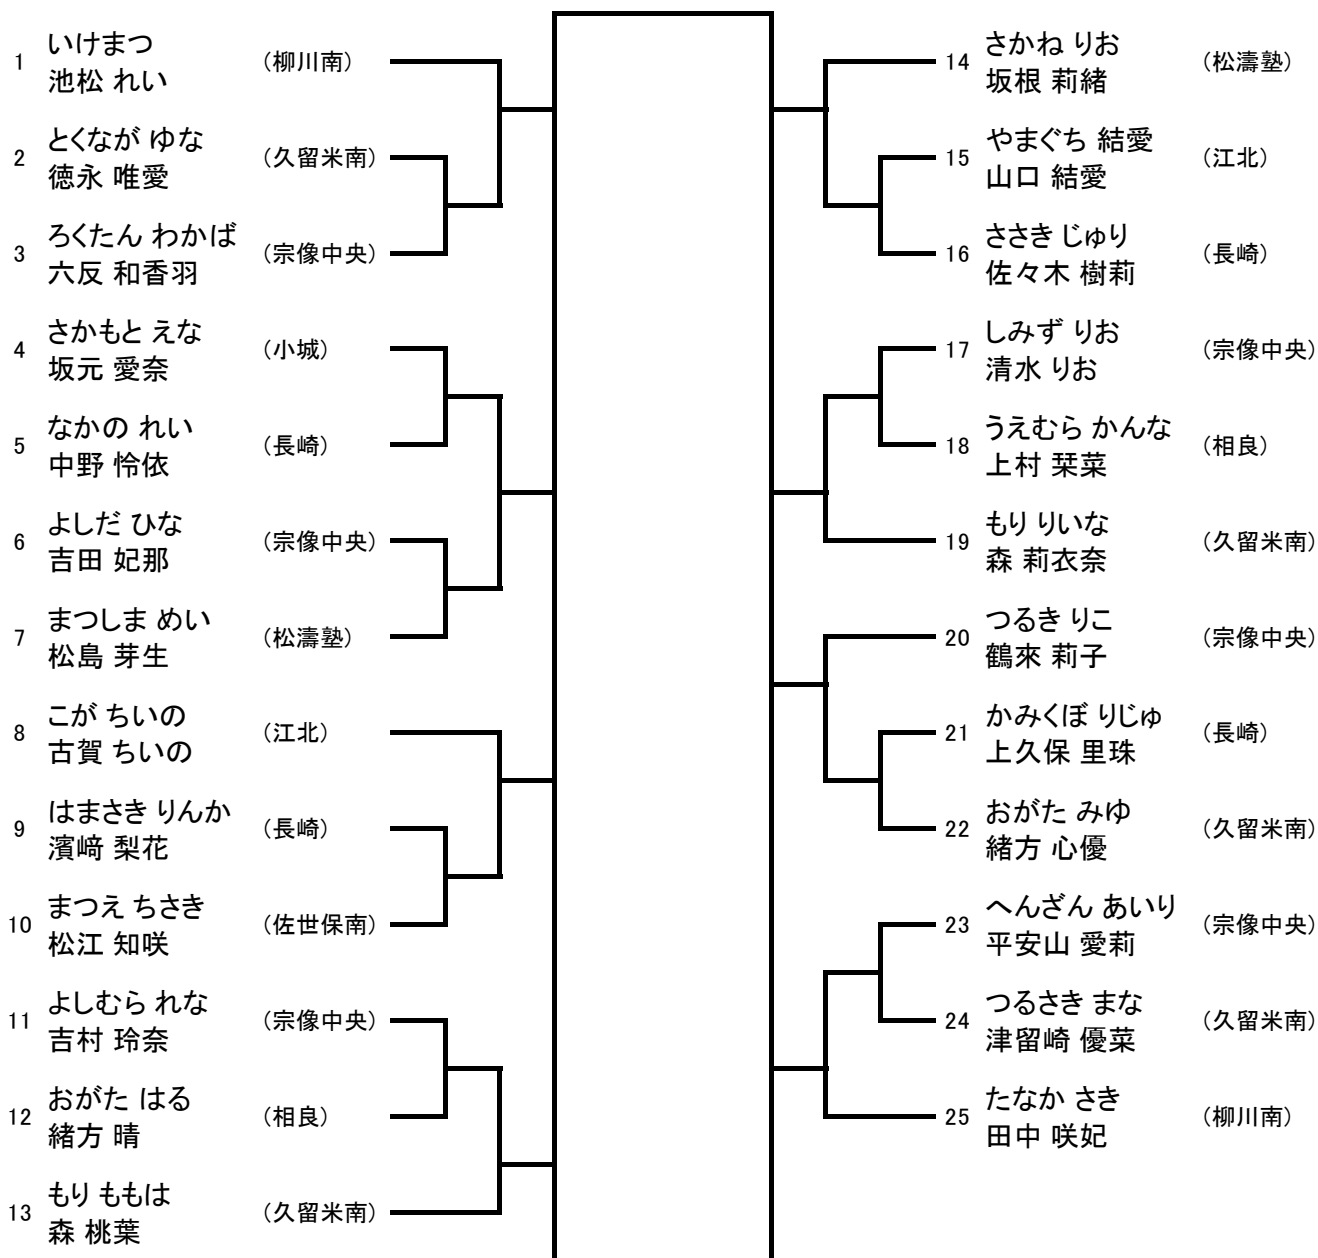 いけまつ
1 池松 れい (柳川南)
とくなが ゆな
2 徳永 唯愛 (久留米南)
ろくたん わかば
3 六反 和香羽 (宗像中央)
さかもと えな
4 坂元 愛奈 (小城)
なかの れい
5 中野 怜依 (長崎)
よしだ ひな
6 吉田 妃那 (宗像中央)
まつしま めい
7 松島 芽生 (松濤塾)
こが ちいの
8 古賀 ちいの (江北)
はまさき りんか
9 濱﨑 梨花 (長崎)
まつえ ちさき
10 松江 知咲 (佐世保南)
よしむら れな
11 吉村 玲奈 (宗像中央)
おがた はる
12 緒方 晴 (相良)
もり ももは
13 森 桃葉 (久留米南)
さかね りお
14 坂根 莉緒 (松濤塾)
やまぐち 結愛
15 山口 結愛 (江北)
ささき じゅり
16 佐々木 樹莉 (長崎)
しみず りお
17 清水 りお (宗像中央)
うえむら かんな
18 上村 栞菜 (相良)
もり りいな
19 森 莉衣奈 (久留米南)
つるき りこ
20 鶴來 莉子 (宗像中央)
かみくぼ りじゅ
21 上久保 里珠 (長崎)
おがた みゆ
22 緒方 心優 (久留米南)
へんざん あいり
23 平安山 愛莉 (宗像中央)
つるさき まな
24 津留崎 優菜 (久留米南)
たなか さき
25 田中 咲妃 (柳川南)